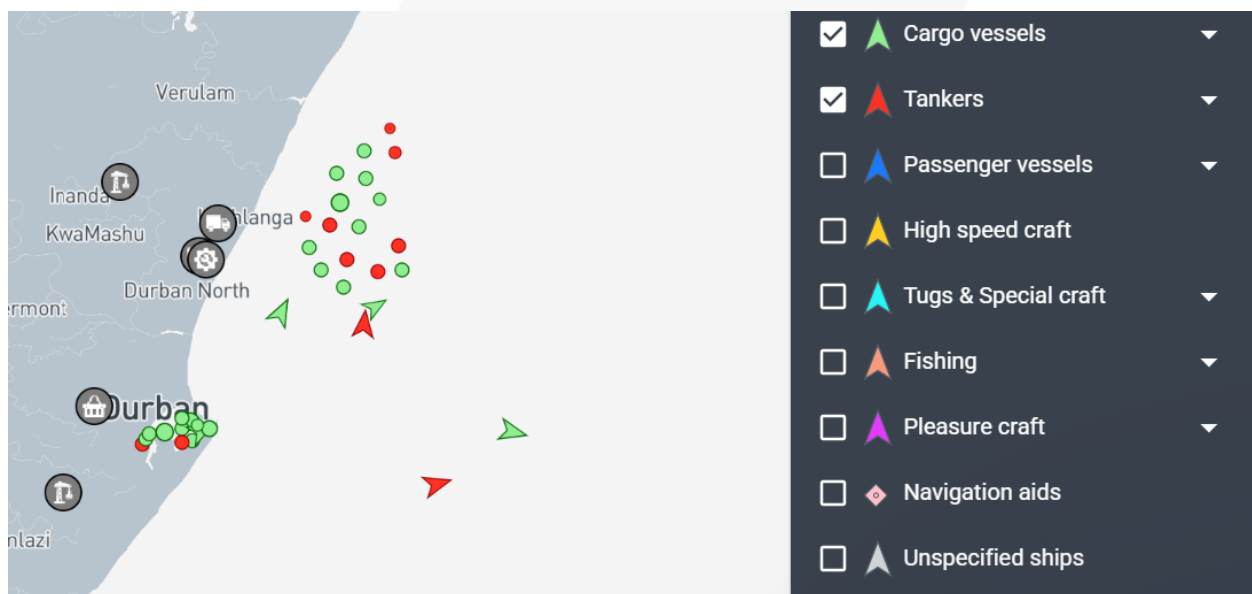 Verulam
Inanda
hlanga
KwaMashu
Durban North
ermont
Durban
nlazi
Cargo vessels
Tankers
Passenger vessels
High speed craft
Tugs & Special craft
Fishing
Pleasure craft
Navigation aids
Unspecified ships